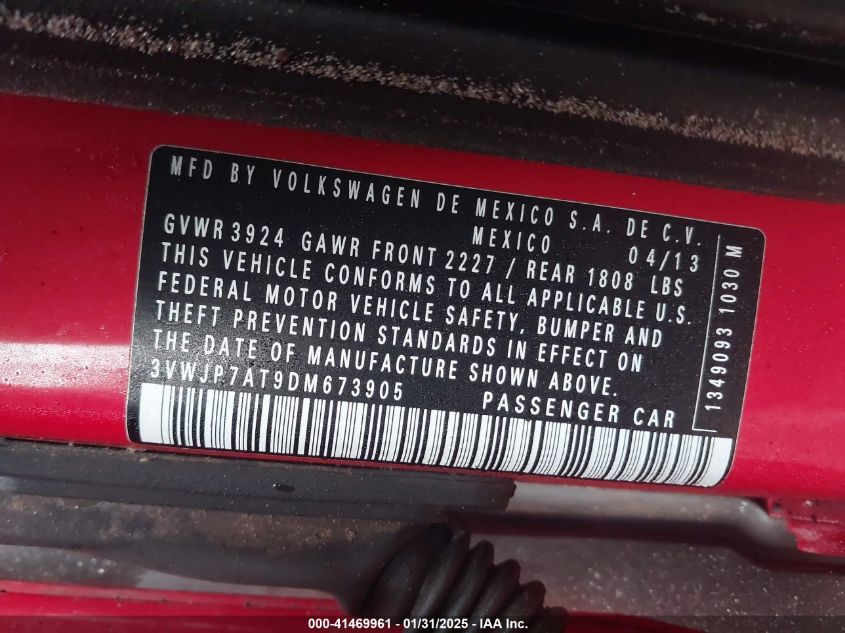 MFD BY VOLKSWAGEN DE MEXICO S.A. DE C.V.
MEXICO 04/13
GVWR 3924 GAWR FRONT 2227 / REAR 1808 LBS
THIS VEHICLE CONFORMS TO ALL APPLICABLE U.S.
FEDERAL MOTOR VEHICLE SAFETY, BUMPER AND
THEFT PREVENTION STANDARDS IN EFFECT ON
THE DATE OF MANUFACTURE SHOWN ABOVE.
3VWJP7AT9DM673905 PASSENGER CAR
1349093 1030 M
000-41469961 - 01/31/2025 - IAA Inc.